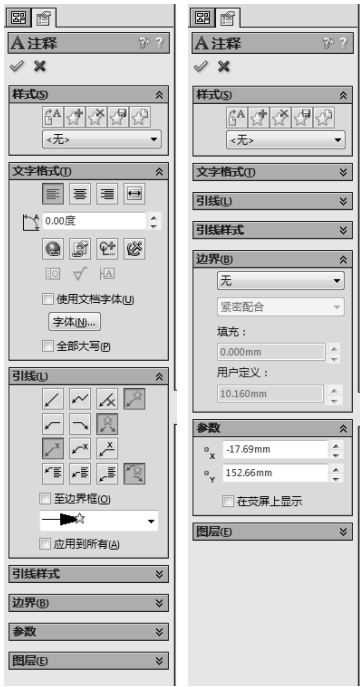 A 注释
样式(S)
<无>
文字格式(T)
0.00度
使用文档字体(U)
字体(N)...
全部大写(P)
引线(L)
至边界框(O)
应用到所有(A)
引线样式
边界(B)
参数
图层(E)
A 注释
样式(S)
<无>
文字格式(T)
引线(L)
引线样式
边界(B)
无
紧密配合
填充：
0.000mm
用户定义：
10.160mm
参数
X -17.69mm
Y 152.66mm
在荧屏上显示
图层(E)